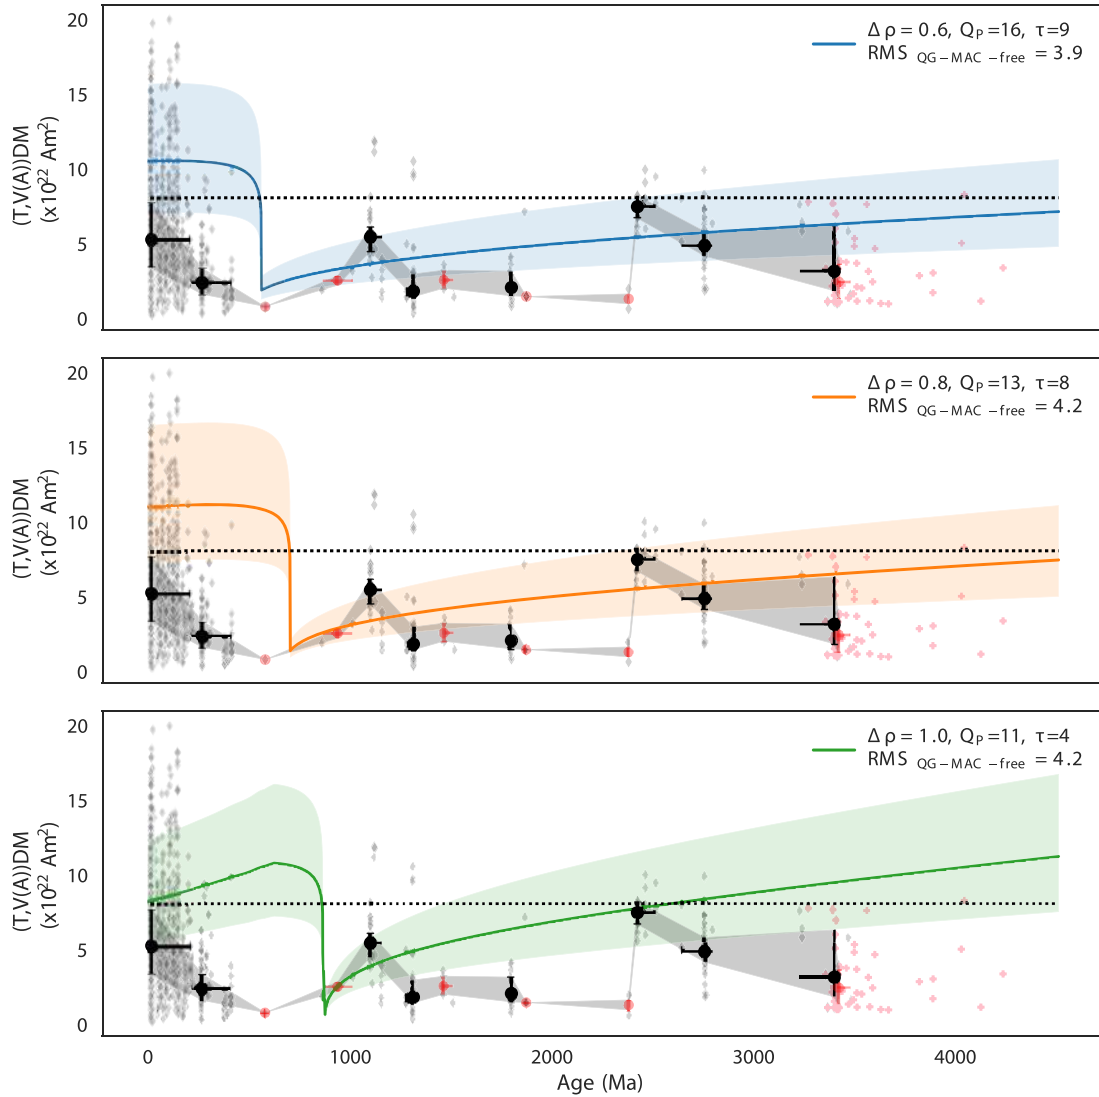 20
15
10
5
0
(T,V(A))DM
(x10²² Am²)
Δ ρ = 0.6, Q_P=16, τ=9
RMS QG−MAC −free = 3.9
20
15
10
5
0
(T,V(A))DM
(x10²² Am²)
Δ ρ = 0.8, Q_P=13, τ=8
RMS QG−MAC −free = 4.2
20
15
10
5
0
(T,V(A))DM
(x10²² Am²)
Δ ρ = 1.0, Q_P=11, τ=4
RMS QG−MAC −free = 4.2
0 1000 2000 3000 4000
Age (Ma)